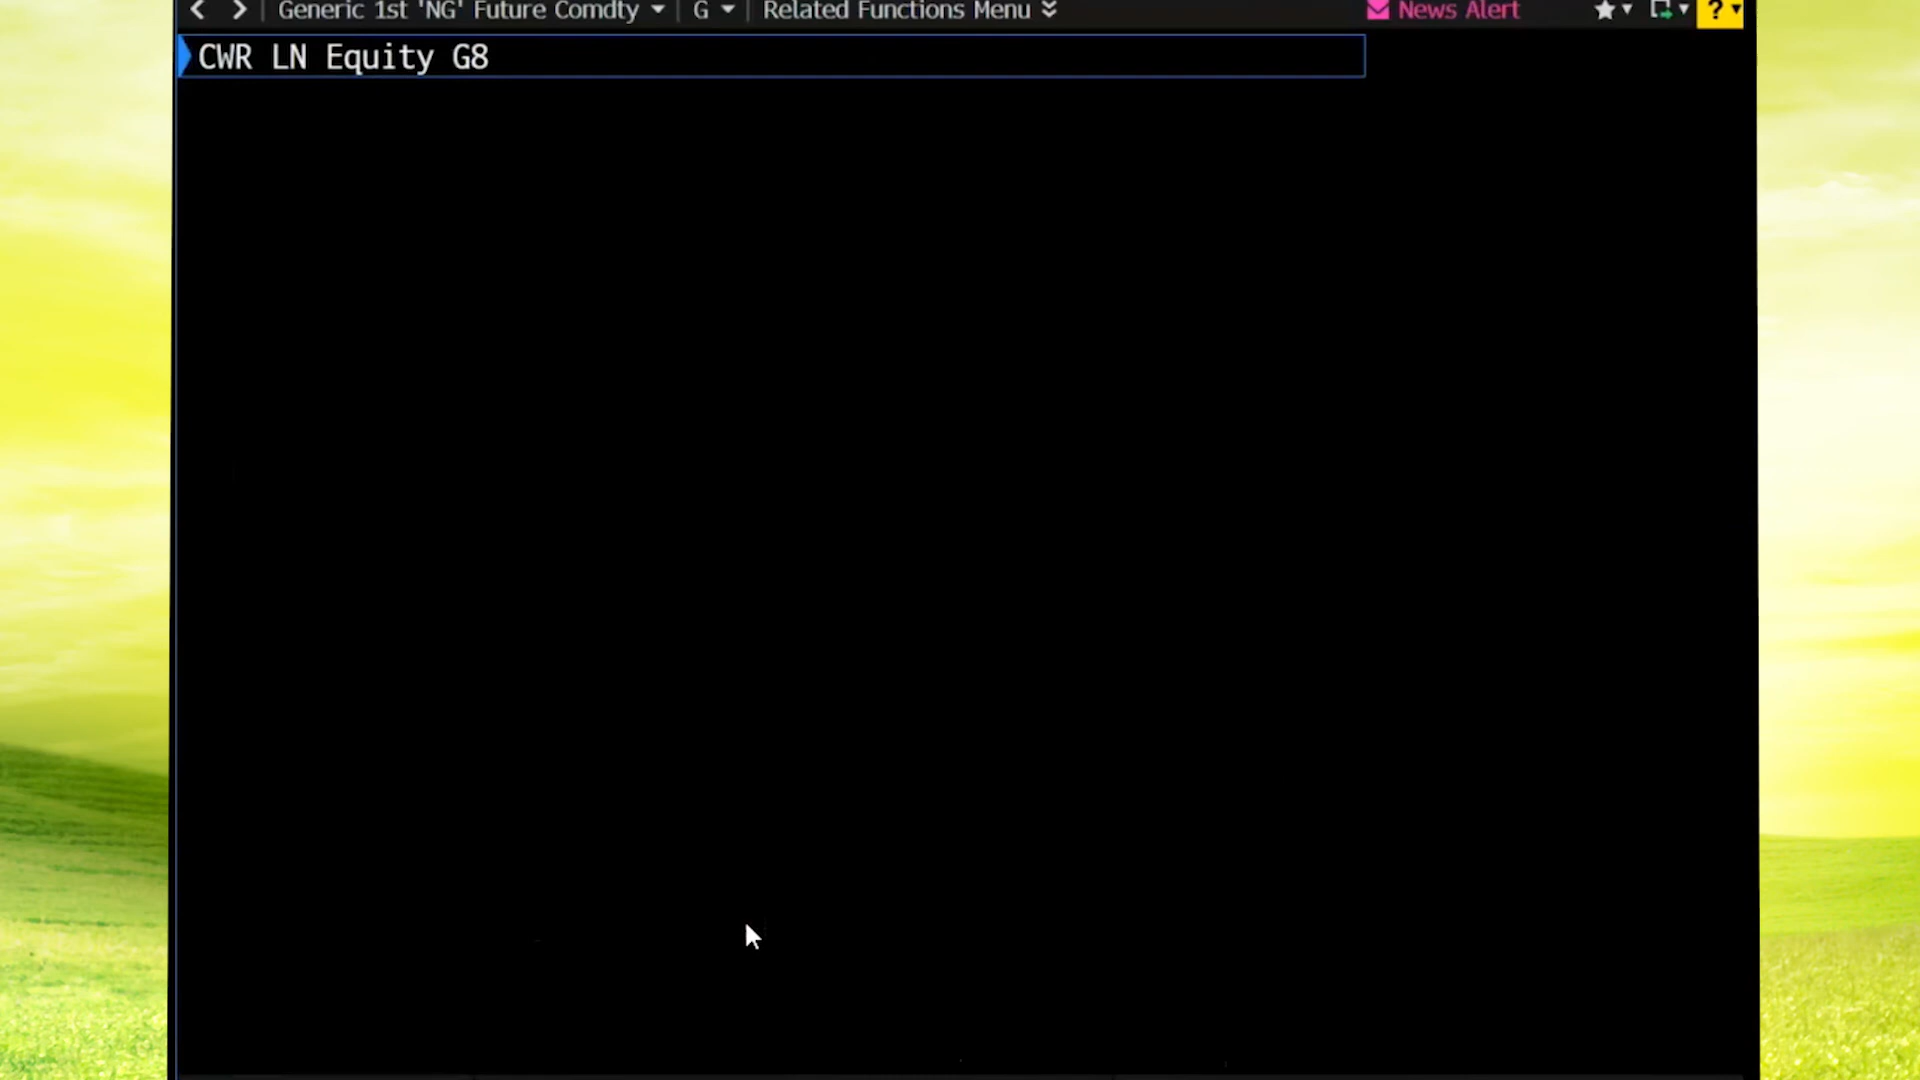 Generic 1st 'NG' Future Comdty G Related Functions Menu News Alert ?
CWR LN Equity G8